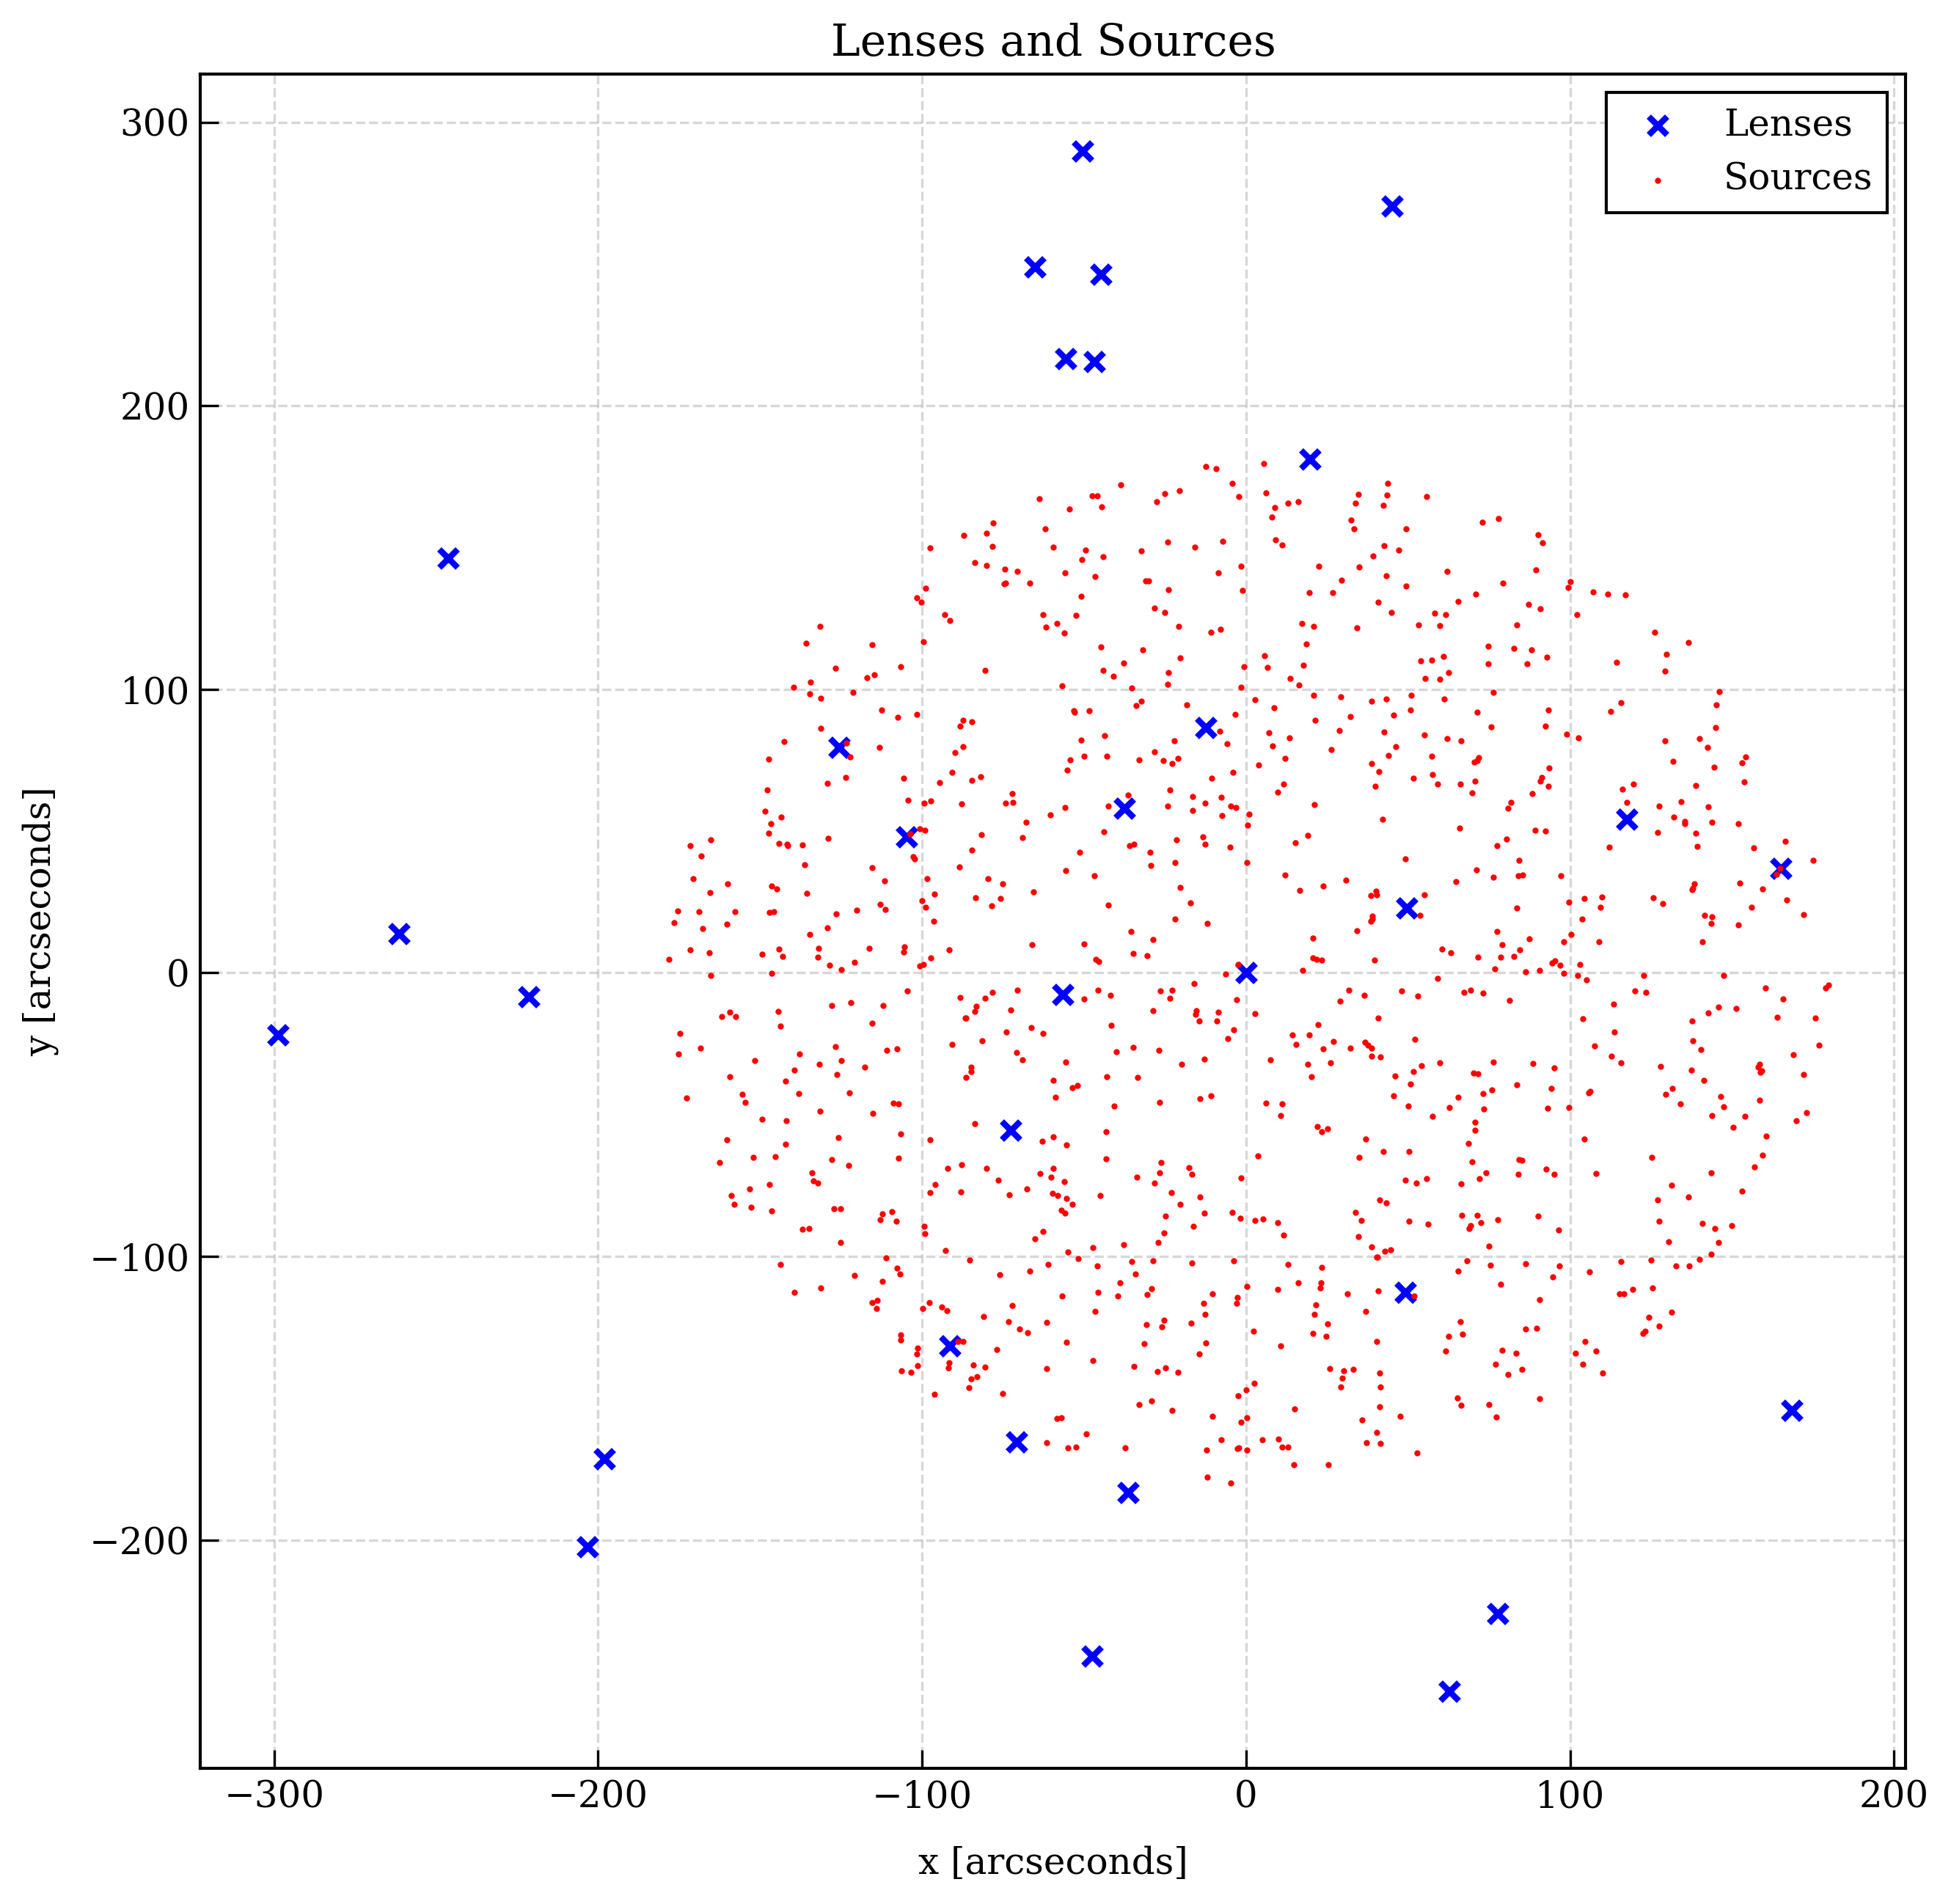 Lenses and Sources
Lenses
Sources
300
200
100
0
−100
−200
y [arcseconds]
−300 −200 −100 0 100 200
x [arcseconds]